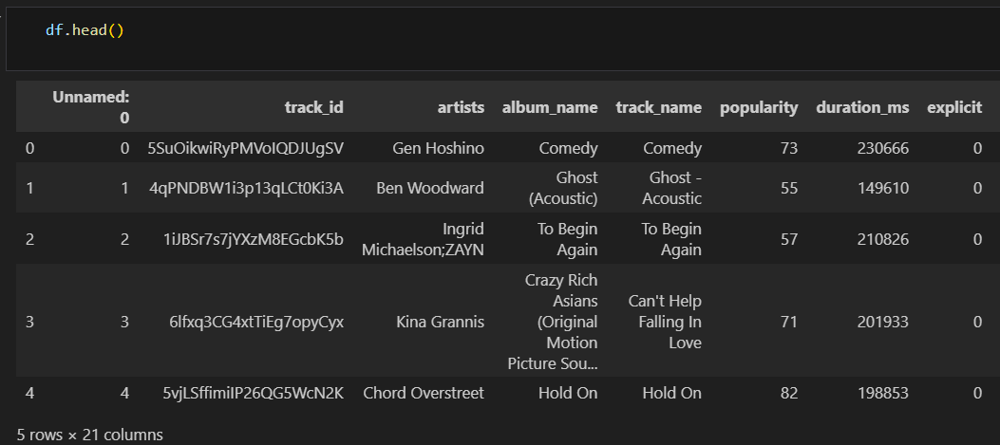 df.head()
Unnamed: 0 track_id artists album_name track_name popularity duration_ms explicit
0 0 5SuOikwiRyPMVoIQDJUgSV Gen Hoshino Comedy Comedy 73 230666 0
1 1 4qPNDBW1i3p13qLCt0Ki3A Ben Woodward Ghost (Acoustic) Ghost - Acoustic 55 149610 0
2 2 1iJBSr7s7jYXzM8EGcbK5b Ingrid Michaelson;ZAYN To Begin Again To Begin Again 57 210826 0
3 3 6lfxq3CG4xtTiEg7opyCyx Kina Grannis Crazy Rich Asians (Original Motion Picture Sou... Can't Help Falling In Love 71 201933 0
4 4 5vjLSffimiIP26QG5WcN2K Chord Overstreet Hold On Hold On 82 198853 0
5 rows × 21 columns